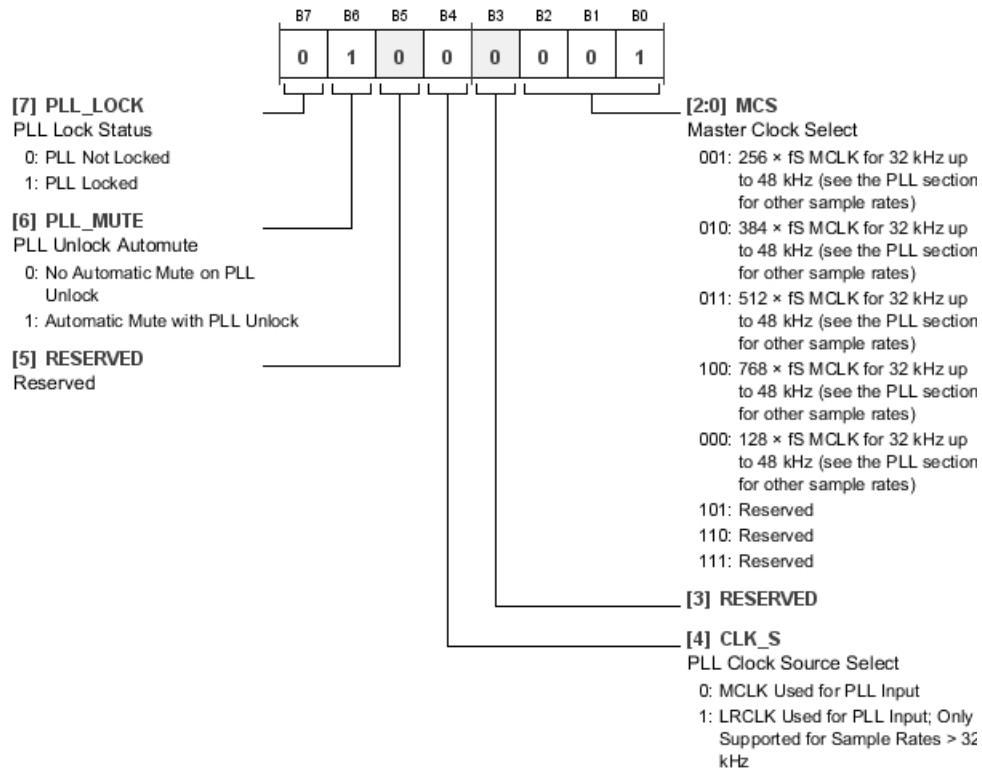 B7 B6 B5 B4 B3 B2 B1 B0
0 1 0 0 0 0 0 1
[7] PLL_LOCK
PLL Lock Status
0: PLL Not Locked
1: PLL Locked
[6] PLL_MUTE
PLL Unlock Automute
0: No Automatic Mute on PLL
Unlock
1: Automatic Mute with PLL Unlock
[5] RESERVED
Reserved
[2:0] MCS
Master Clock Select
001: 256 × fS MCLK for 32 kHz up
to 48 kHz (see the PLL section
for other sample rates)
010: 384 × fS MCLK for 32 kHz up
to 48 kHz (see the PLL section
for other sample rates)
011: 512 × fS MCLK for 32 kHz up
to 48 kHz (see the PLL section
for other sample rates)
100: 768 × fS MCLK for 32 kHz up
to 48 kHz (see the PLL section
for other sample rates)
000: 128 × fS MCLK for 32 kHz up
to 48 kHz (see the PLL section
for other sample rates)
101: Reserved
110: Reserved
111: Reserved
[3] RESERVED
[4] CLK_S
PLL Clock Source Select
0: MCLK Used for PLL Input
1: LRCLK Used for PLL Input; Only
Supported for Sample Rates > 32
kHz